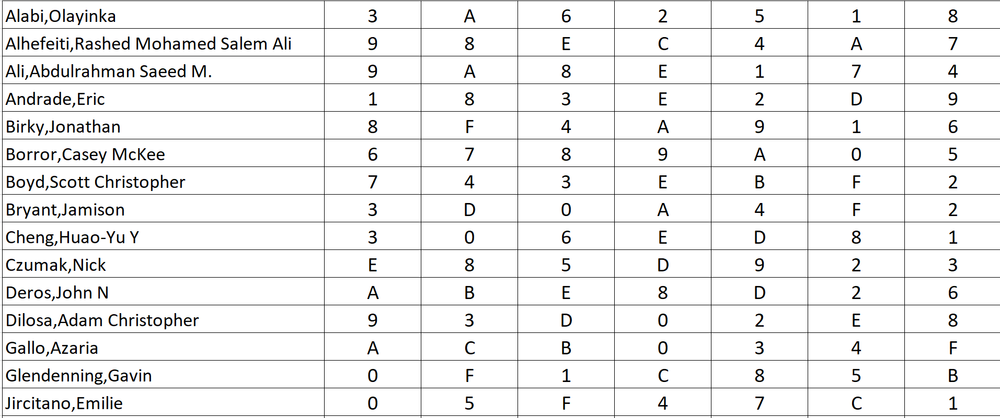 Alabi,Olayinka 3 A 6 2 5 1 8
Alhefeiti,Rashed Mohamed Salem Ali 9 8 E C 4 A 7
Ali,Abdulrahman Saeed M. 9 A 8 E 1 7 4
Andrade,Eric 1 8 3 E 2 D 9
Birky,Jonathan 8 F 4 A 9 1 6
Borror,Casey McKee 6 7 8 9 A 0 5
Boyd,Scott Christopher 7 4 3 E B F 2
Bryant,Jamison 3 D 0 A 4 F 2
Cheng,Huao-Yu Y 3 0 6 E D 8 1
Czumak,Nick E 8 5 D 9 2 3
Deros,John N A B E 8 D 2 6
Dilosa,Adam Christopher 9 3 D 0 2 E 8
Gallo,Azaria A C B 0 3 4 F
Glendenning,Gavin 0 F 1 C 8 5 B
Jircitano,Emilie 0 5 F 4 7 C 1